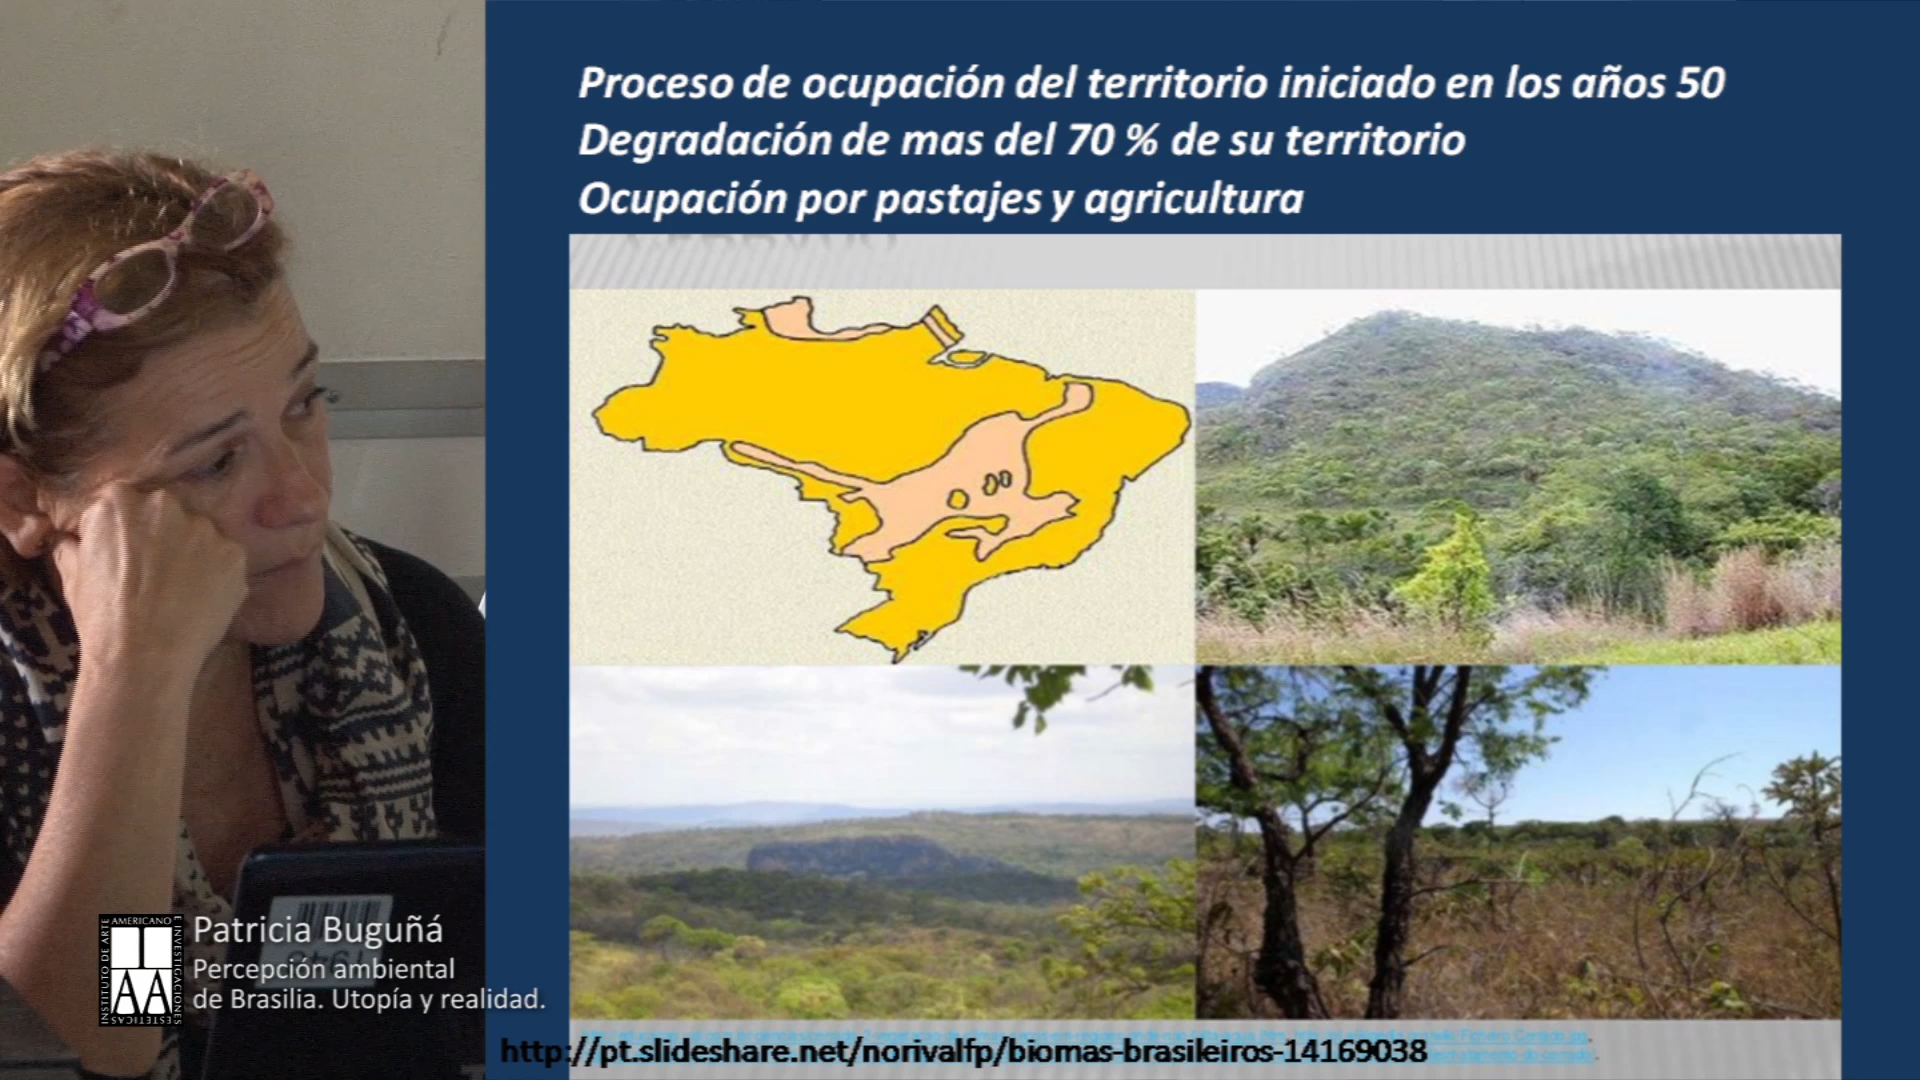 Proceso de ocupación del territorio iniciado en los años 50
Degradación de mas del 70 % de su territorio
Ocupación por pastajes y agricultura
INSTITUTO DE ARTE
AMERICANO
E INVESTIGACIONES
ESTETICAS
IAA
Patricia Buguñá
Percepción ambiental
de Brasilia. Utopía y realidad.
http://pt.slideshare.net/norivalfp/biomas-brasileiros-14169038